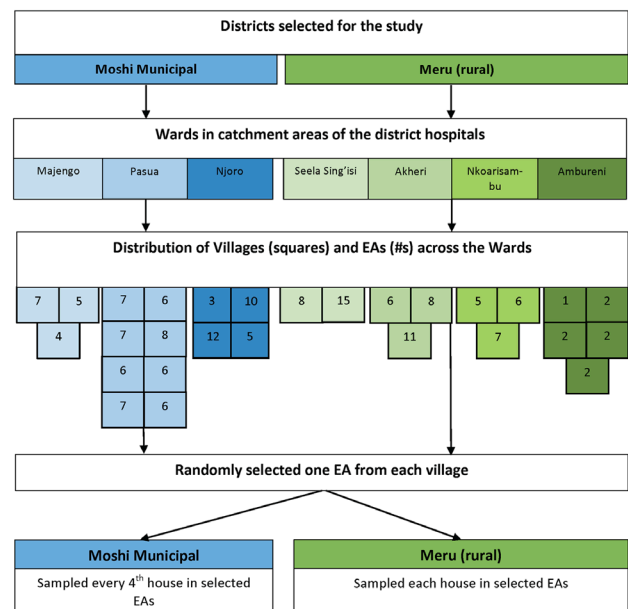 Districts selected for the study
Moshi Municipal
Meru (rural)
Wards in catchment areas of the district hospitals
Majengo
Pasua
Njoro
Seela Sing'isi
Akheri
Nkoarisam-
bu
Ambureni
Distribution of Villages (squares) and EAs (#s) across the Wards
7 5 7 6 3 10 8 15 6 8 5 6 1 2
4 7 8 12 5 11 7 2 2
6 6 2
7 6
Randomly selected one EA from each village
Moshi Municipal
Sampled every 4th house in selected
EAs
Meru (rural)
Sampled each house in selected EAs